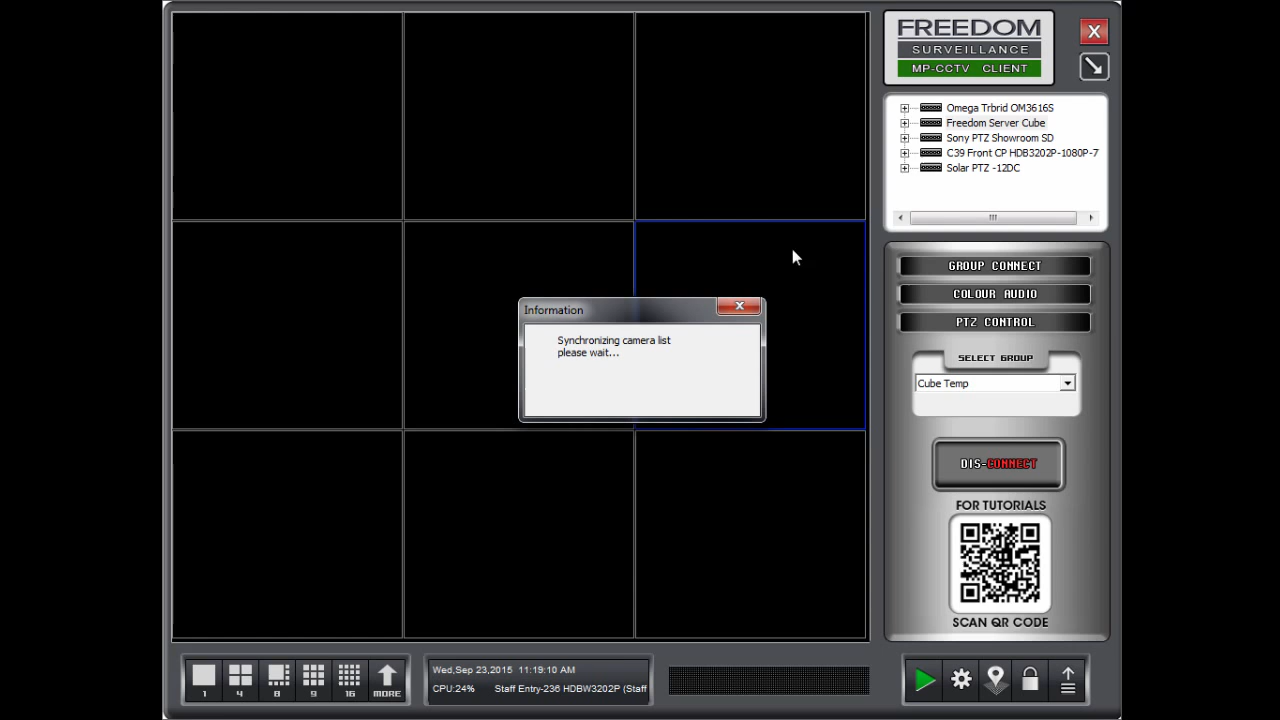 FREEDOM
SURVEILLANCE
MP-CCTV CLIENT
X
Omega Trbrid OM3616S
Freedom Server Cube
Sony PTZ Showroom SD
C39 Front CP HDB3202P-1080P-7
Solar PTZ -12DC
GROUP CONNECT
COLOUR AUDIO
PTZ CONTROL
SELECT GROUP
Cube Temp
DIS-CONNECT
FOR TUTORIALS
SCAN QR CODE
Information
Synchronizing camera list
please wait...
1
4
8
9
16
MORE
Wed,Sep 23,2015 11:19:10 AM
CPU:24% Staff Entry-236 HDBW3202P (Staff